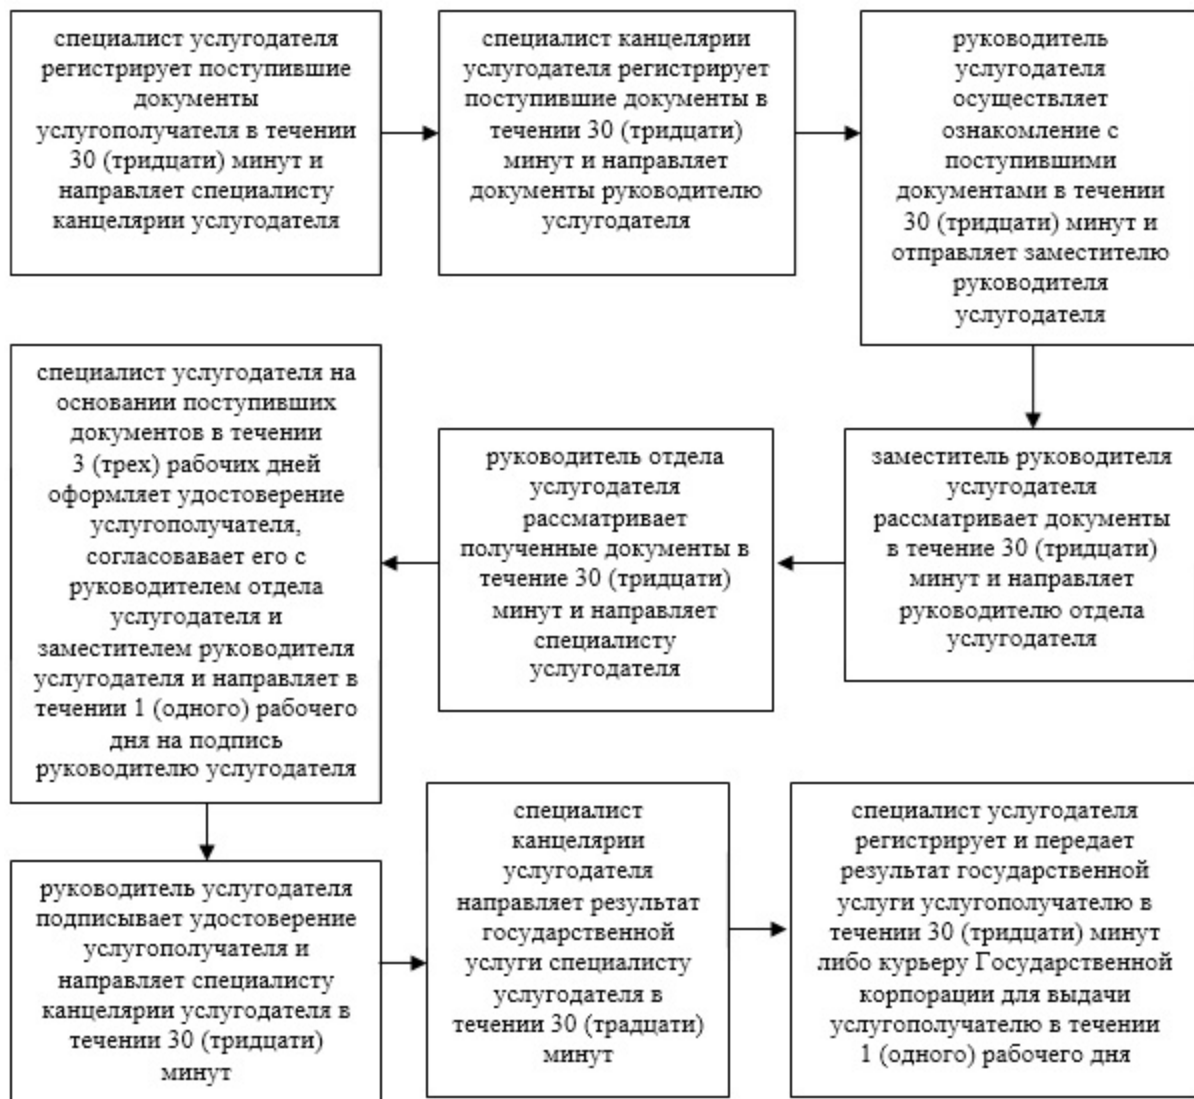 специалист услугодателя
регистрирует поступившие
документы
услугополучателя в течении
30 (тридцати) минут и
направляет специалисту
канцелярии услугодателя
специалист канцелярии
услугодателя регистрирует
поступившие документы в
течении 30 (тридцати)
минут и направляет
документы руководителю
услугодателя
руководитель
услугодателя
осуществляет
ознакомление с
поступившими
документами в течении
30 (тридцати) минут и
отправляет заместителю
руководителя
услугодателя
заместитель руководителя
услугодателя
рассматривает документы
в течение 30 (тридцати)
минут и направляет
руководителю отдела
услугодателя
руководитель отдела
услугодателя
рассматривает
полученные документы в
течение 30 (тридцати)
минут и направляет
специалисту
услугодателя
специалист услугодателя на
основании поступивших
документов в течении
3 (трех) рабочих дней
оформляет удостоверение
услугополучателя,
согласовавает его с
руководителем отдела
услугодателя и
заместителем руководителя
услугодателя и направляет в
течении 1 (одного) рабочего
дня на подпись
руководителю услугодателя
руководитель услугодателя
подписывает удостоверение
услугополучателя и
направляет специалисту
канцелярии услугодателя в
течении 30 (тридцати)
минут
специалист
канцелярии
услугодателя
направляет результат
государственной
услуги специалисту
услугодателя в
течении 30 (традцати)
минут
специалист услугодателя
регистрирует и передает
результат государственной
услуги услугополучателю в
течении 30 (тридцати) минут
либо курьеру Государственной
корпорации для выдачи
услугополучателю в течении
1 (одного) рабочего дня